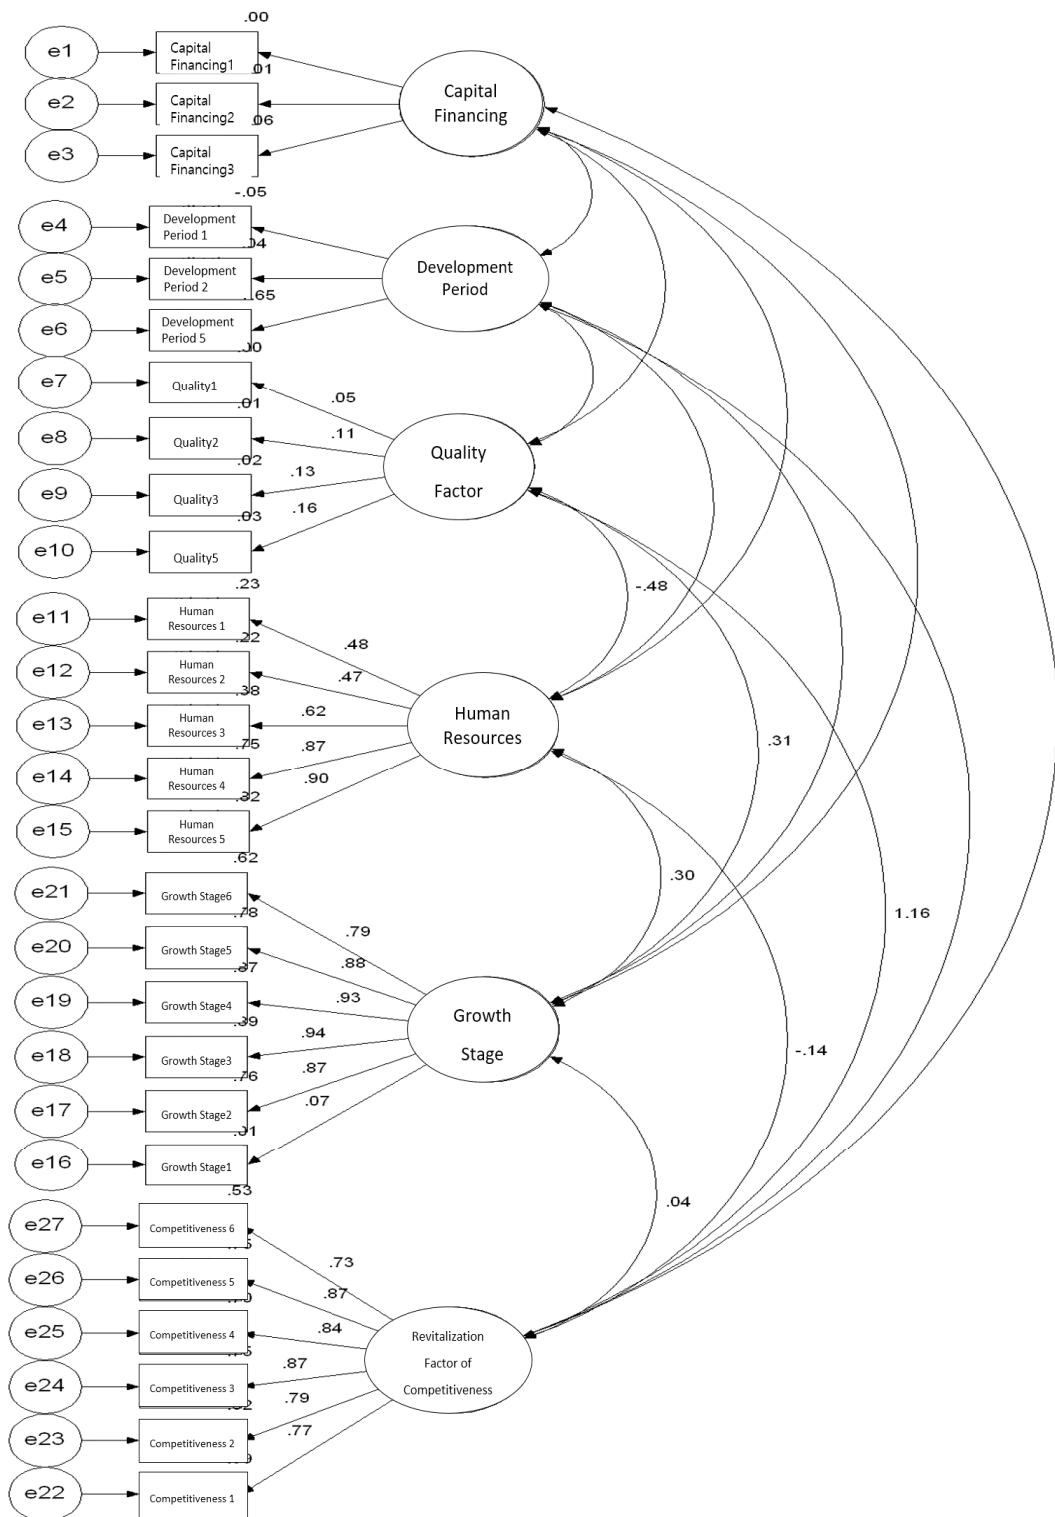 .00
e1
Capital
Financing1
.01
e2
Capital
Financing2
.06
e3
Capital
Financing3
Capital
Financing
-.05
e4
Development
Period 1
.04
e5
Development
Period 2
.65
e6
Development
Period 5
.00
Development
Period
e7
Quality1
.05
.01
e8
Quality2
.11
.02
e9
Quality3
.13
.03
e10
Quality5
.16
Quality
Factor
.23
e11
Human
Resources 1
.48
.22
e12
Human
Resources 2
.47
.38
e13
Human
Resources 3
.62
.75
e14
Human
Resources 4
.87
.82
e15
Human
Resources 5
.90
Human
Resources
-.48
.31
.62
e21
Growth Stage6
.79
.78
e20
Growth Stage5
.88
.87
e19
Growth Stage4
.93
.89
e18
Growth Stage3
.94
.76
e17
Growth Stage2
.87
.01
e16
Growth Stage1
.07
Growth
Stage
.30
1.16
-.14
.04
.53
e27
Competitiveness 6
.73
e26
Competitiveness 5
.87
e25
Competitiveness 4
.84
e24
Competitiveness 3
.87
e23
Competitiveness 2
.79
e22
Competitiveness 1
.77
Revitalization
Factor of
Competitiveness